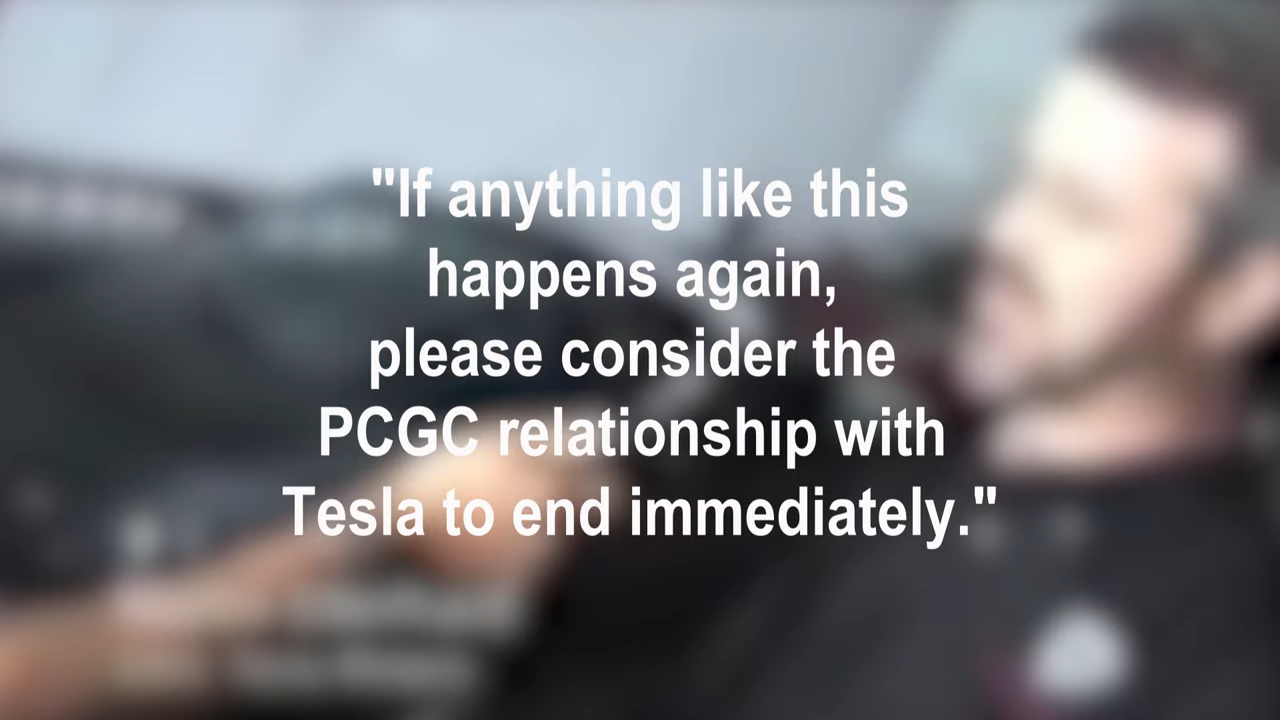 "If anything like this
happens again,
please consider the
PCGC relationship with
Tesla to end immediately."